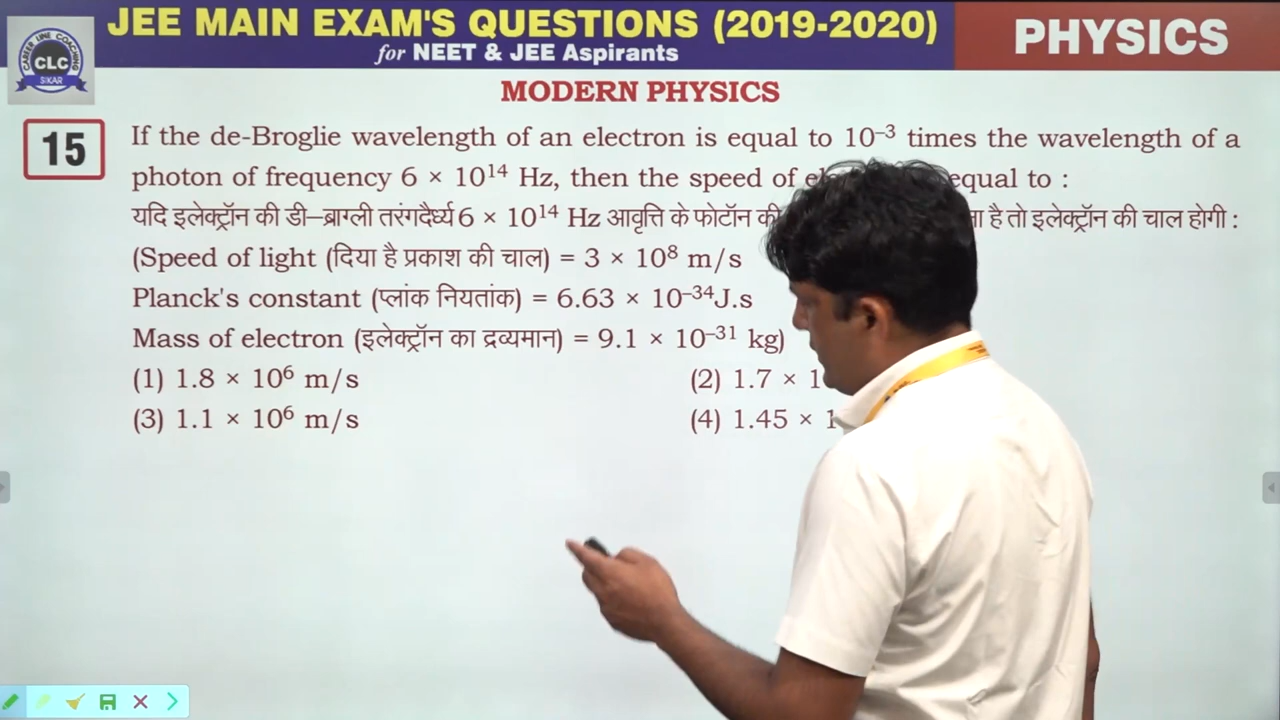 JEE MAIN EXAM'S QUESTIONS (2019-2020)
for NEET & JEE Aspirants
PHYSICS
CAREER LINE COACHING
CLC
SIKAR
MODERN PHYSICS
15
If the de-Broglie wavelength of an electron is equal to 10⁻³ times the wavelength of a
photon of frequency 6 × 10¹⁴ Hz, then the speed of equal to :
यदि इलेक्ट्रॉन की डी–ब्राग्ली तरंगदैर्ध्य 6 × 10¹⁴ Hz आवृत्ति के फोटॉन की है तो इलेक्ट्रॉन की चाल होगी :
(Speed of light (दिया है प्रकाश की चाल) = 3 × 10⁸ m/s
Planck's constant (प्लांक नियतांक) = 6.63 × 10⁻³⁴J.s
Mass of electron (इलेक्ट्रॉन का द्रव्यमान) = 9.1 × 10⁻³¹ kg)
(1) 1.8 × 10⁶ m/s
(2) 1.7 ×
(3) 1.1 × 10⁶ m/s
(4) 1.45 ×